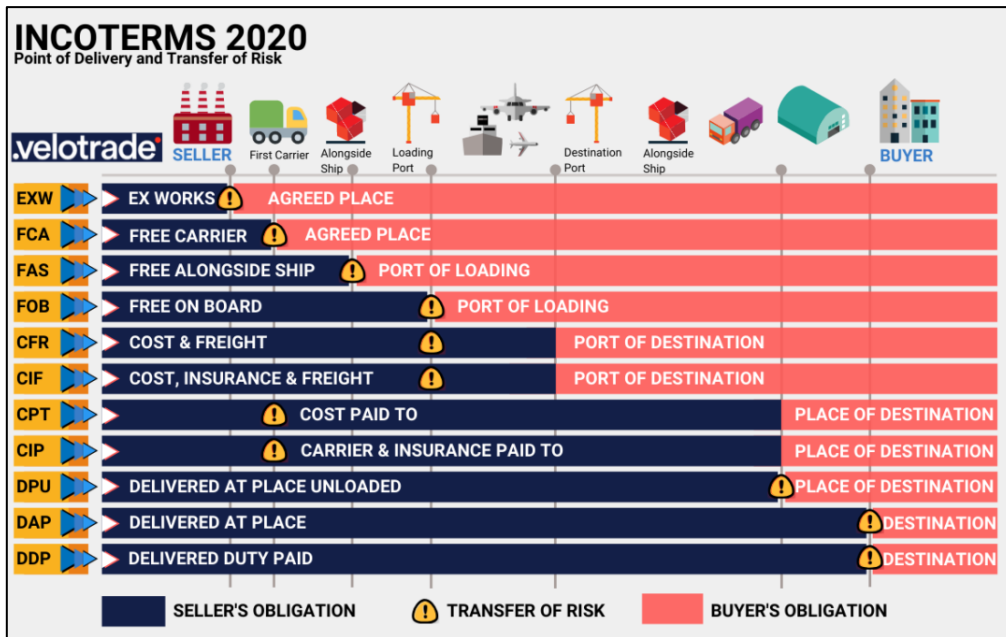 INCOTERMS 2020
Point of Delivery and Transfer of Risk
.velotrade
SELLER
First Carrier
Alongside
Ship
Loading
Port
Destination
Port
Alongside
Ship
BUYER
EXW EX WORKS AGREED PLACE
FCA FREE CARRIER AGREED PLACE
FAS FREE ALONGSIDE SHIP PORT OF LOADING
FOB FREE ON BOARD PORT OF LOADING
CFR COST & FREIGHT PORT OF DESTINATION
CIF COST, INSURANCE & FREIGHT PORT OF DESTINATION
CPT COST PAID TO PLACE OF DESTINATION
CIP CARRIER & INSURANCE PAID TO PLACE OF DESTINATION
DPU DELIVERED AT PLACE UNLOADED PLACE OF DESTINATION
DAP DELIVERED AT PLACE DESTINATION
DDP DELIVERED DUTY PAID DESTINATION
SELLER'S OBLIGATION TRANSFER OF RISK BUYER'S OBLIGATION